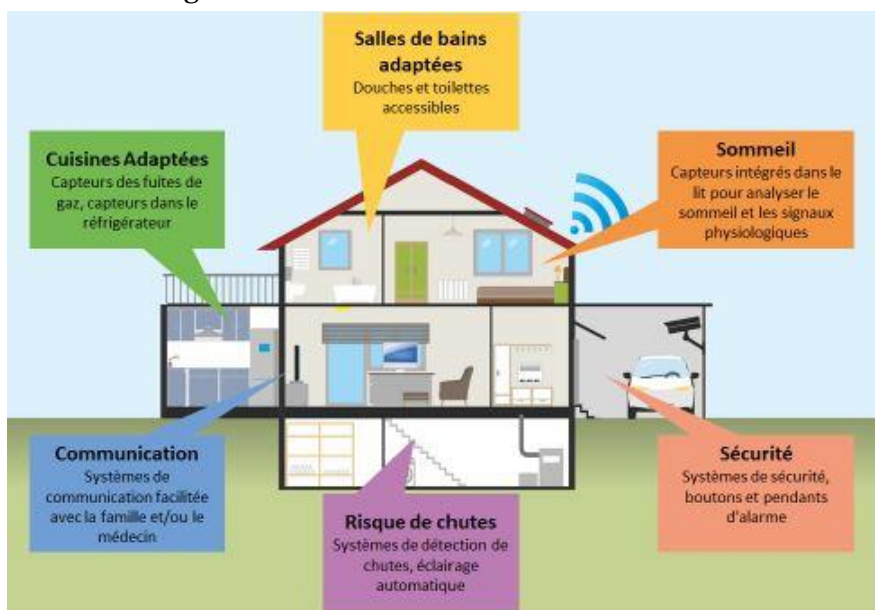 Salles de bains
adaptées
Douches et toilettes
accessibles
Cuisines Adaptées
Capteurs des fuites de
gaz, capteurs dans le
réfrigérateur
Sommeil
Capteurs intégrés dans le
lit pour analyser le
sommeil et les signaux
physiologiques
Communication
Systèmes de
communication facilitée
avec la famille et/ou le
médecin
Risque de chutes
Systèmes de détection de
chutes, éclairage
automatique
Sécurité
Systèmes de sécurité,
boutons et pendants
d'alarme